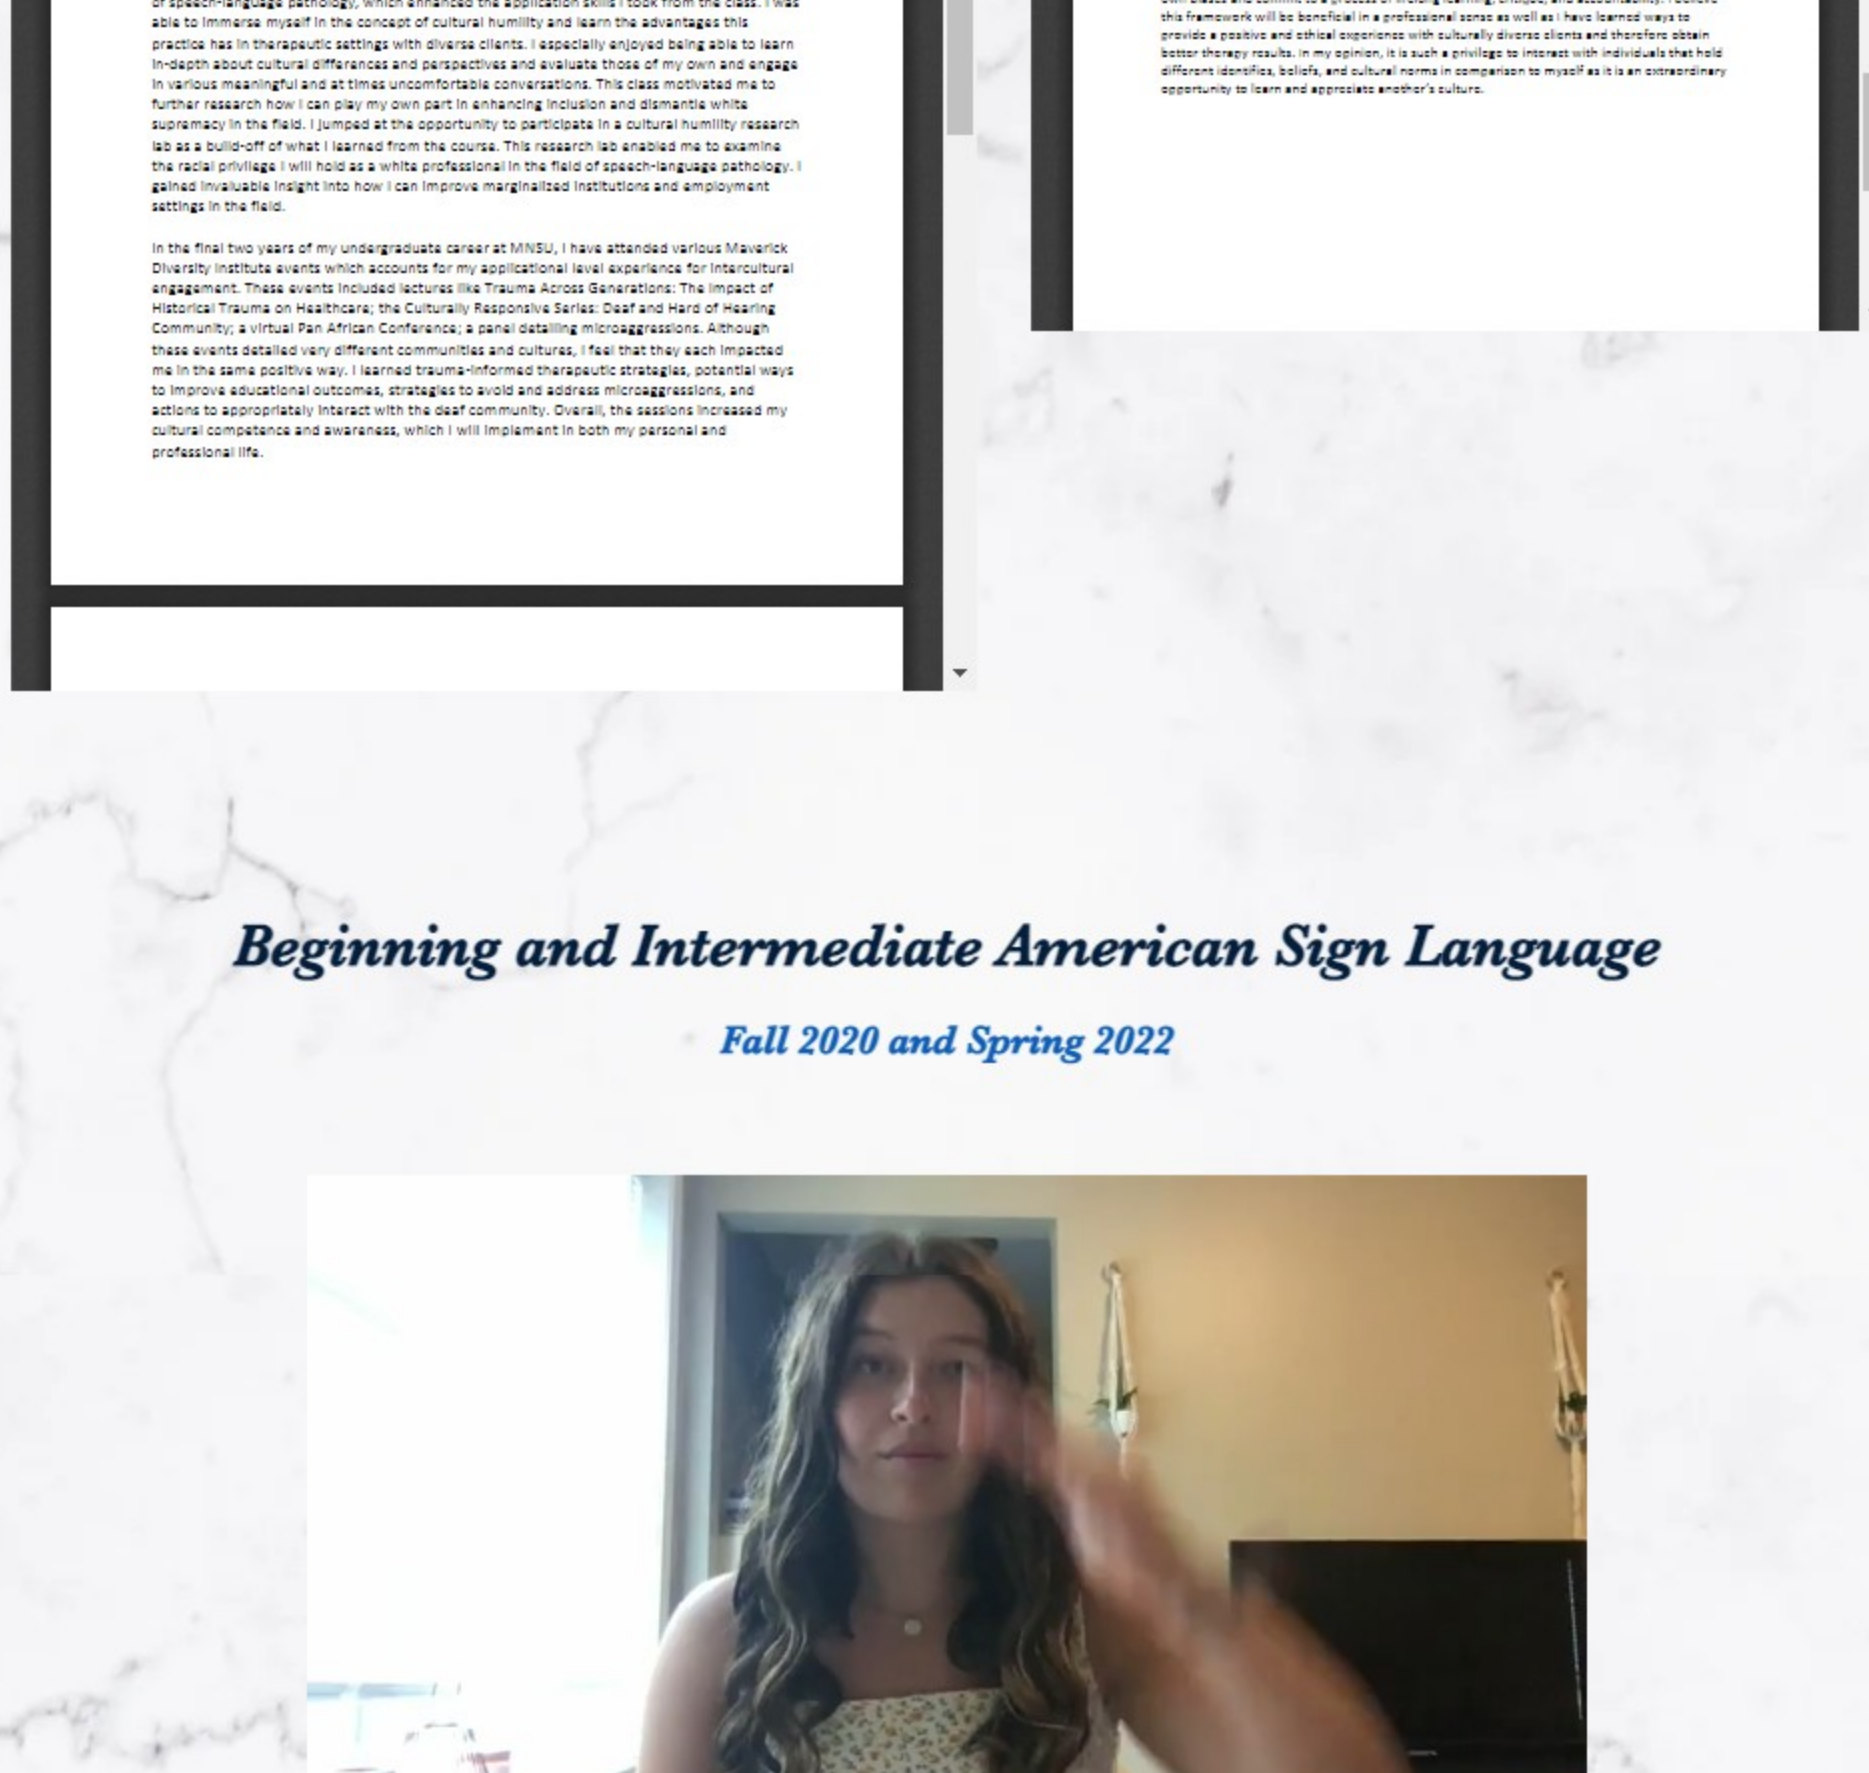 of speech-language pathology, which enhanced the application skills I took from the class. I was
able to immerse myself in the concept of cultural humility and learn the advantages this
practice has in therapeutic settings with diverse clients. I especially enjoyed being able to learn
in-depth about cultural differences and perspectives and evaluate those of my own and engage
in various meaningful and at times uncomfortable conversations. This class motivated me to
further research how I can play my own part in enhancing inclusion and dismantle white
supremacy in the field. I jumped at the opportunity to participate in a cultural humility research
lab as a build-off of what I learned from the course. This research lab enabled me to examine
the racial privilege I will hold as a white professional in the field of speech-language pathology. I
gained invaluable insight into how I can improve marginalized institutions and employment
settings in the field.
In the final two years of my undergraduate career at MNSU, I have attended various Maverick
Diversity Institute events which accounts for my applicational level experience for intercultural
engagement. These events included lectures like Trauma Across Generations: The Impact of
Historical Trauma on Healthcare; the Culturally Responsive Series: Deaf and Hard of Hearing
Community; a virtual Pan African Conference; a panel detailing microaggressions. Although
these events detailed very different communities and cultures, I feel that they each impacted
me in the same positive way. I learned trauma-informed therapeutic strategies, potential ways
to improve educational outcomes, strategies to avoid and address microaggressions, and
actions to appropriately interact with the deaf community. Overall, the sessions increased my
cultural competence and awareness, which I will implement in both my personal and
professional life.
this framework will be beneficial in a professional sense as well as I have learned ways to
provide a positive and ethical experience with culturally diverse clients and therefore obtain
better therapy results. In my opinion, it is such a privilege to interact with individuals that hold
different identifies, beliefs, and cultural norms in comparison to myself as it is an extraordinary
opportunity to learn and appreciate another's culture.
Beginning and Intermediate American Sign Language
Fall 2020 and Spring 2022